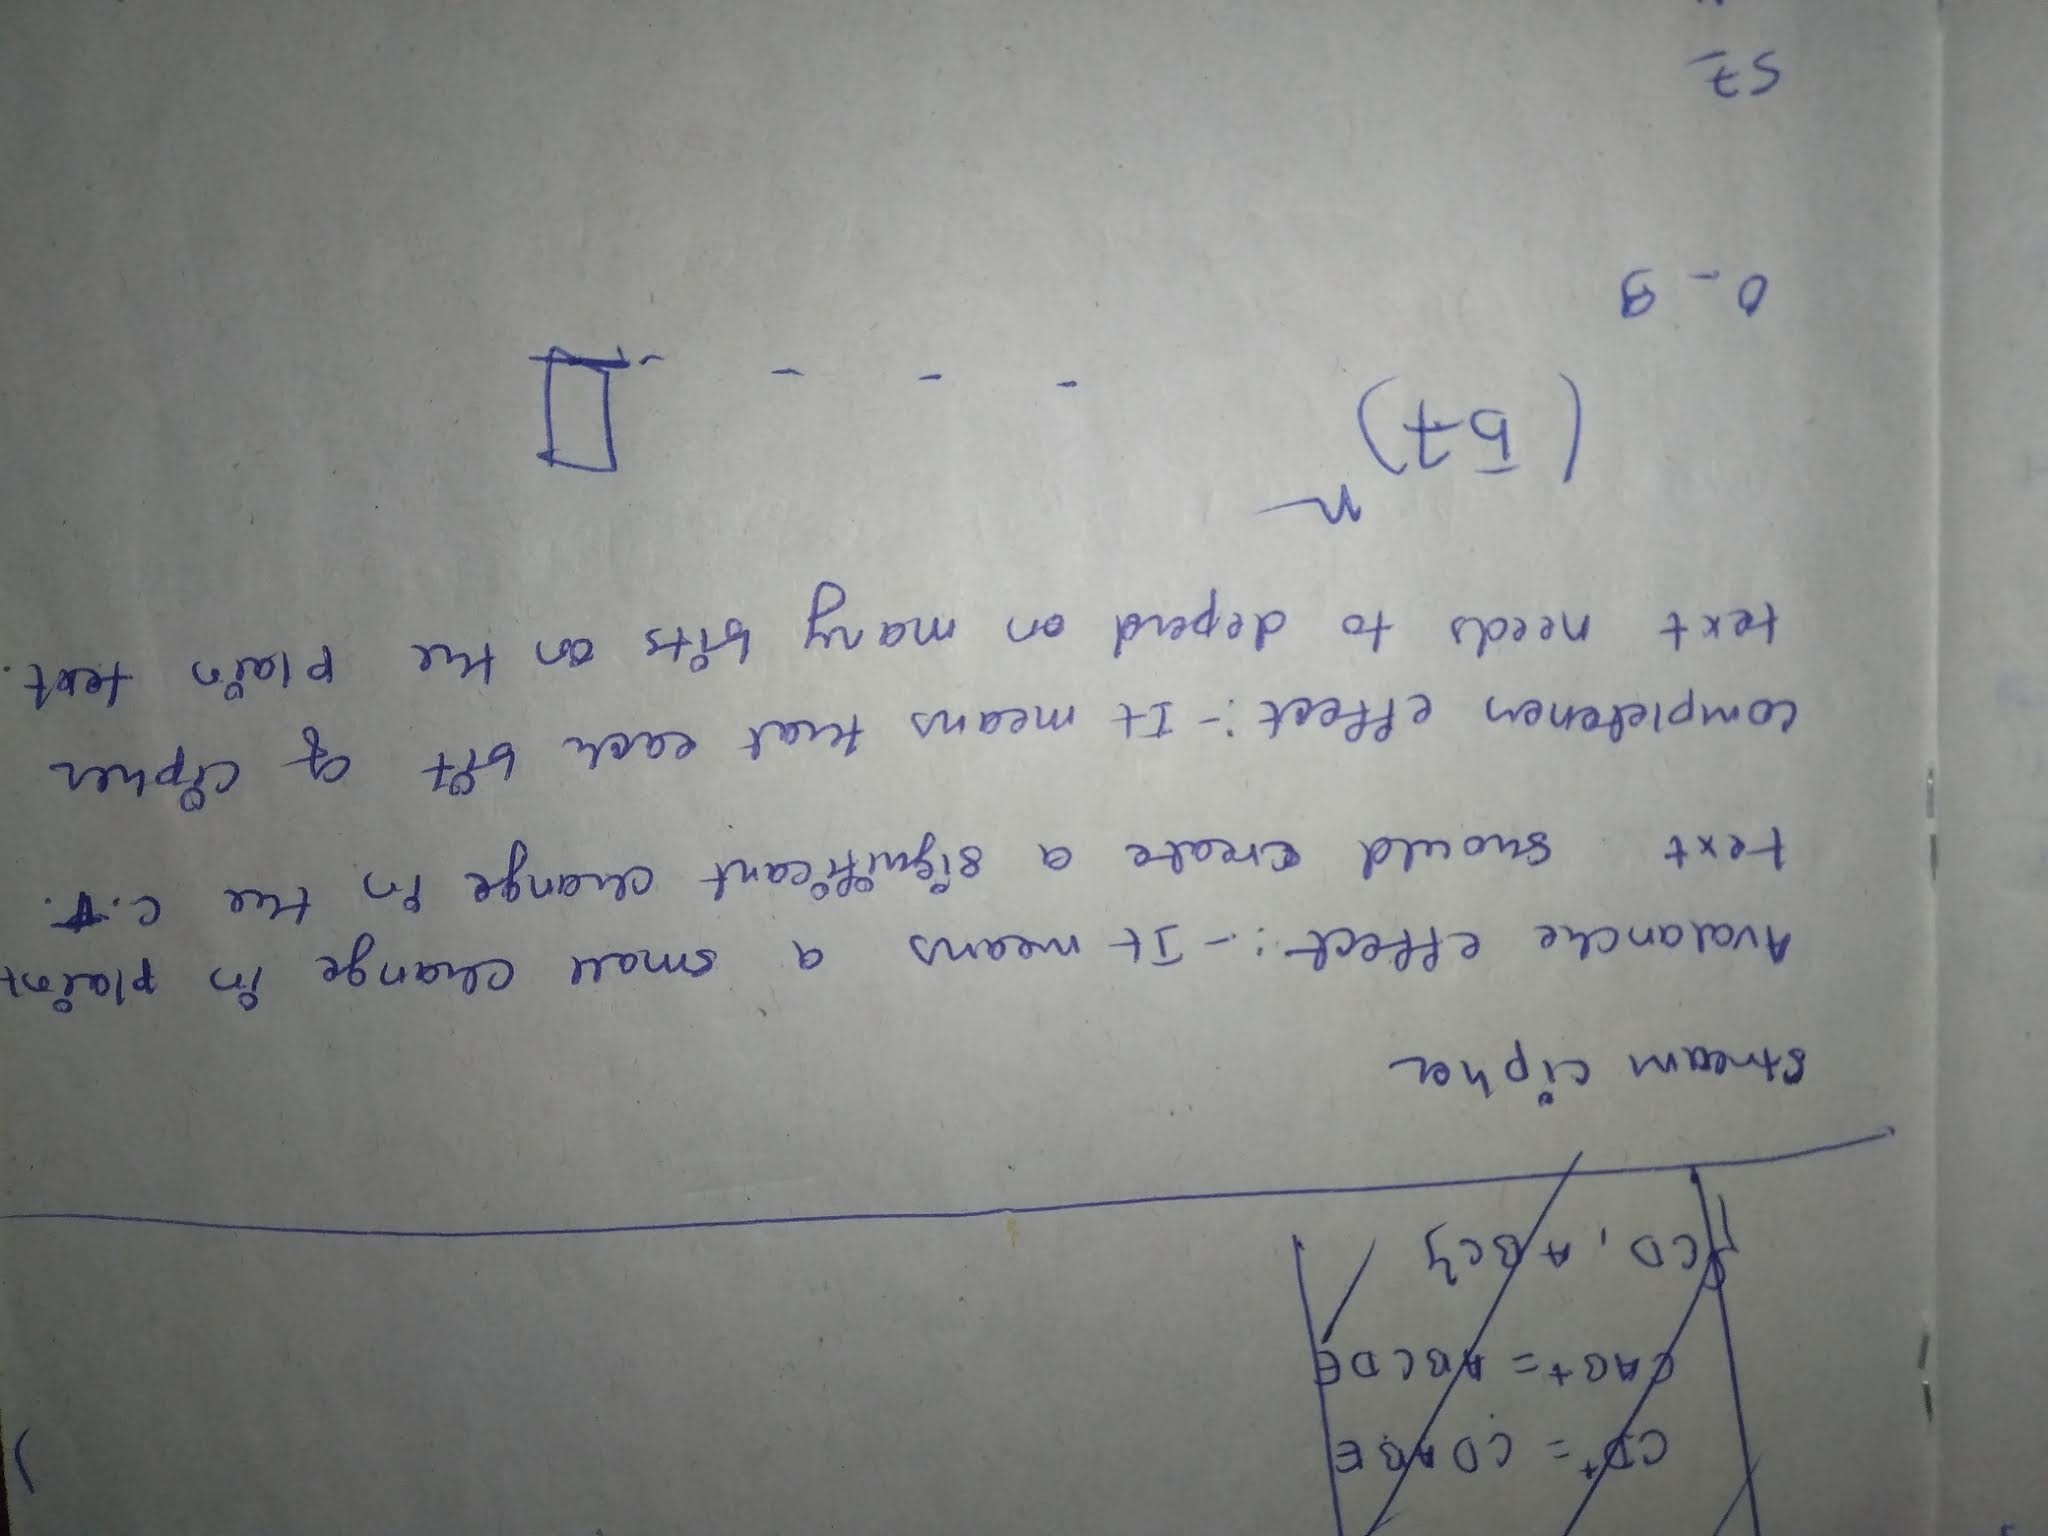 CD+ = CDABE
CAB+ = ABCDE
{CD, ABC}
Stream cipher
Avalanche effect :- It means a small change in plaint
text should create a significant change in the C.T.
Completeness effect :- It means that each bit of cipher
text needs to depend on many bits on the plain text.
(57)^n
- - - -
0 - 9
57